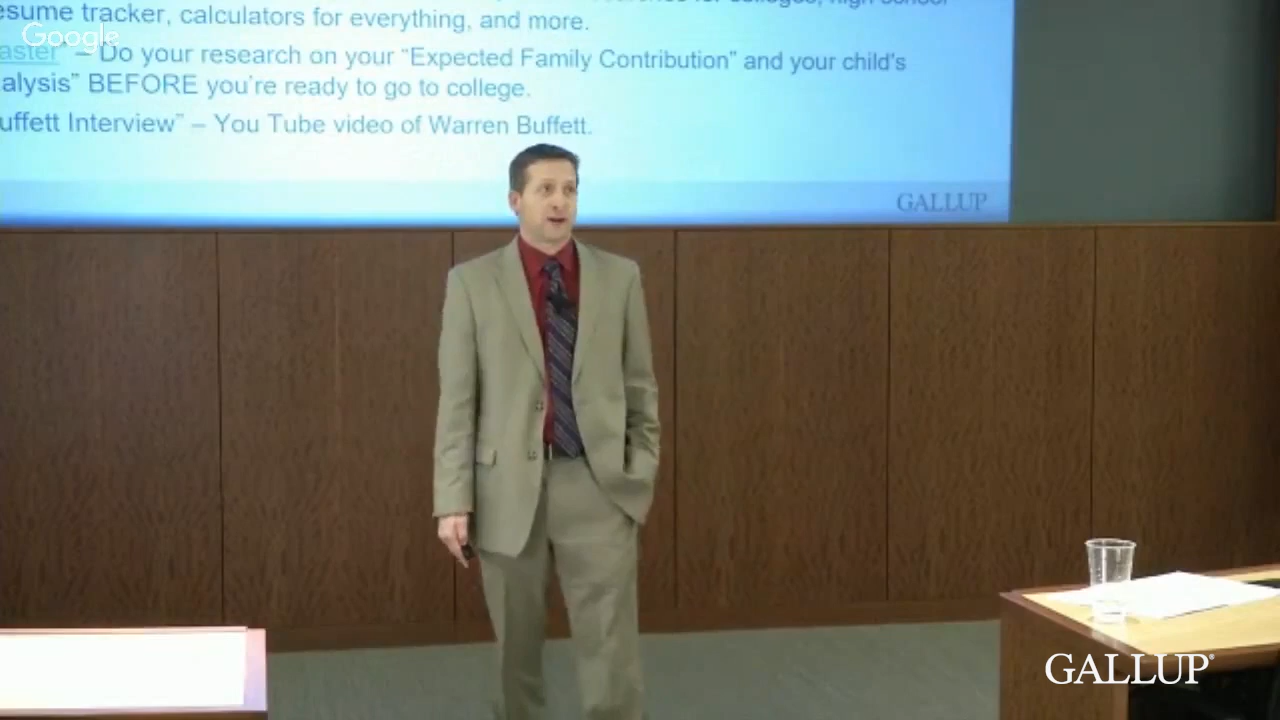 esume tracker, calculators for everything, and more.
Google
aster" – Do your research on your “Expected Family Contribution” and your child's
alysis” BEFORE you’re ready to go to college.
uffett Interview” – You Tube video of Warren Buffett.
GALLUP
GALLUP®